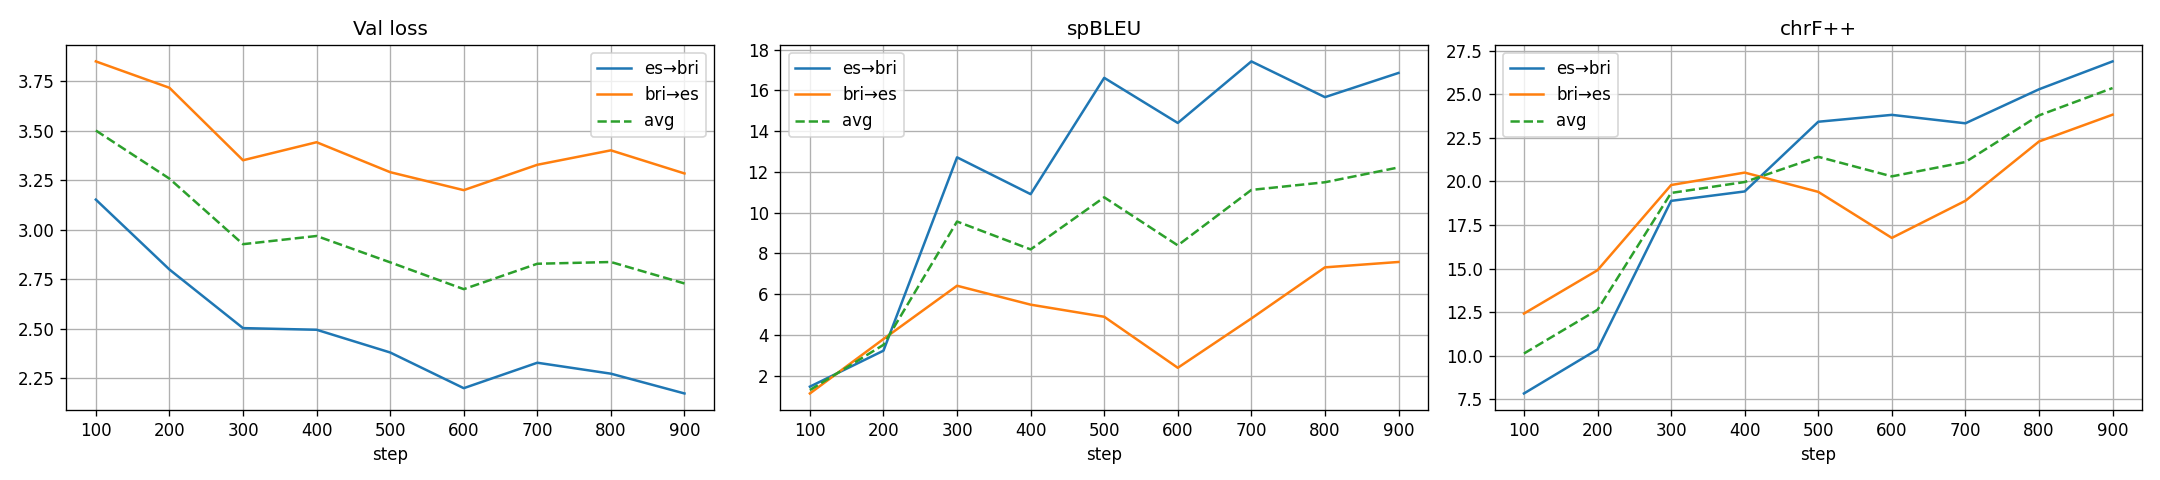 Val loss
es→bri
bri→es
avg
3.75
3.50
3.25
3.00
2.75
2.50
2.25
100 200 300 400 500 600 700 800 900
step
spBLEU
es→bri
bri→es
avg
18
16
14
12
10
8
6
4
2
100 200 300 400 500 600 700 800 900
step
chrF++
es→bri
bri→es
avg
27.5
25.0
22.5
20.0
17.5
15.0
12.5
10.0
7.5
100 200 300 400 500 600 700 800 900
step